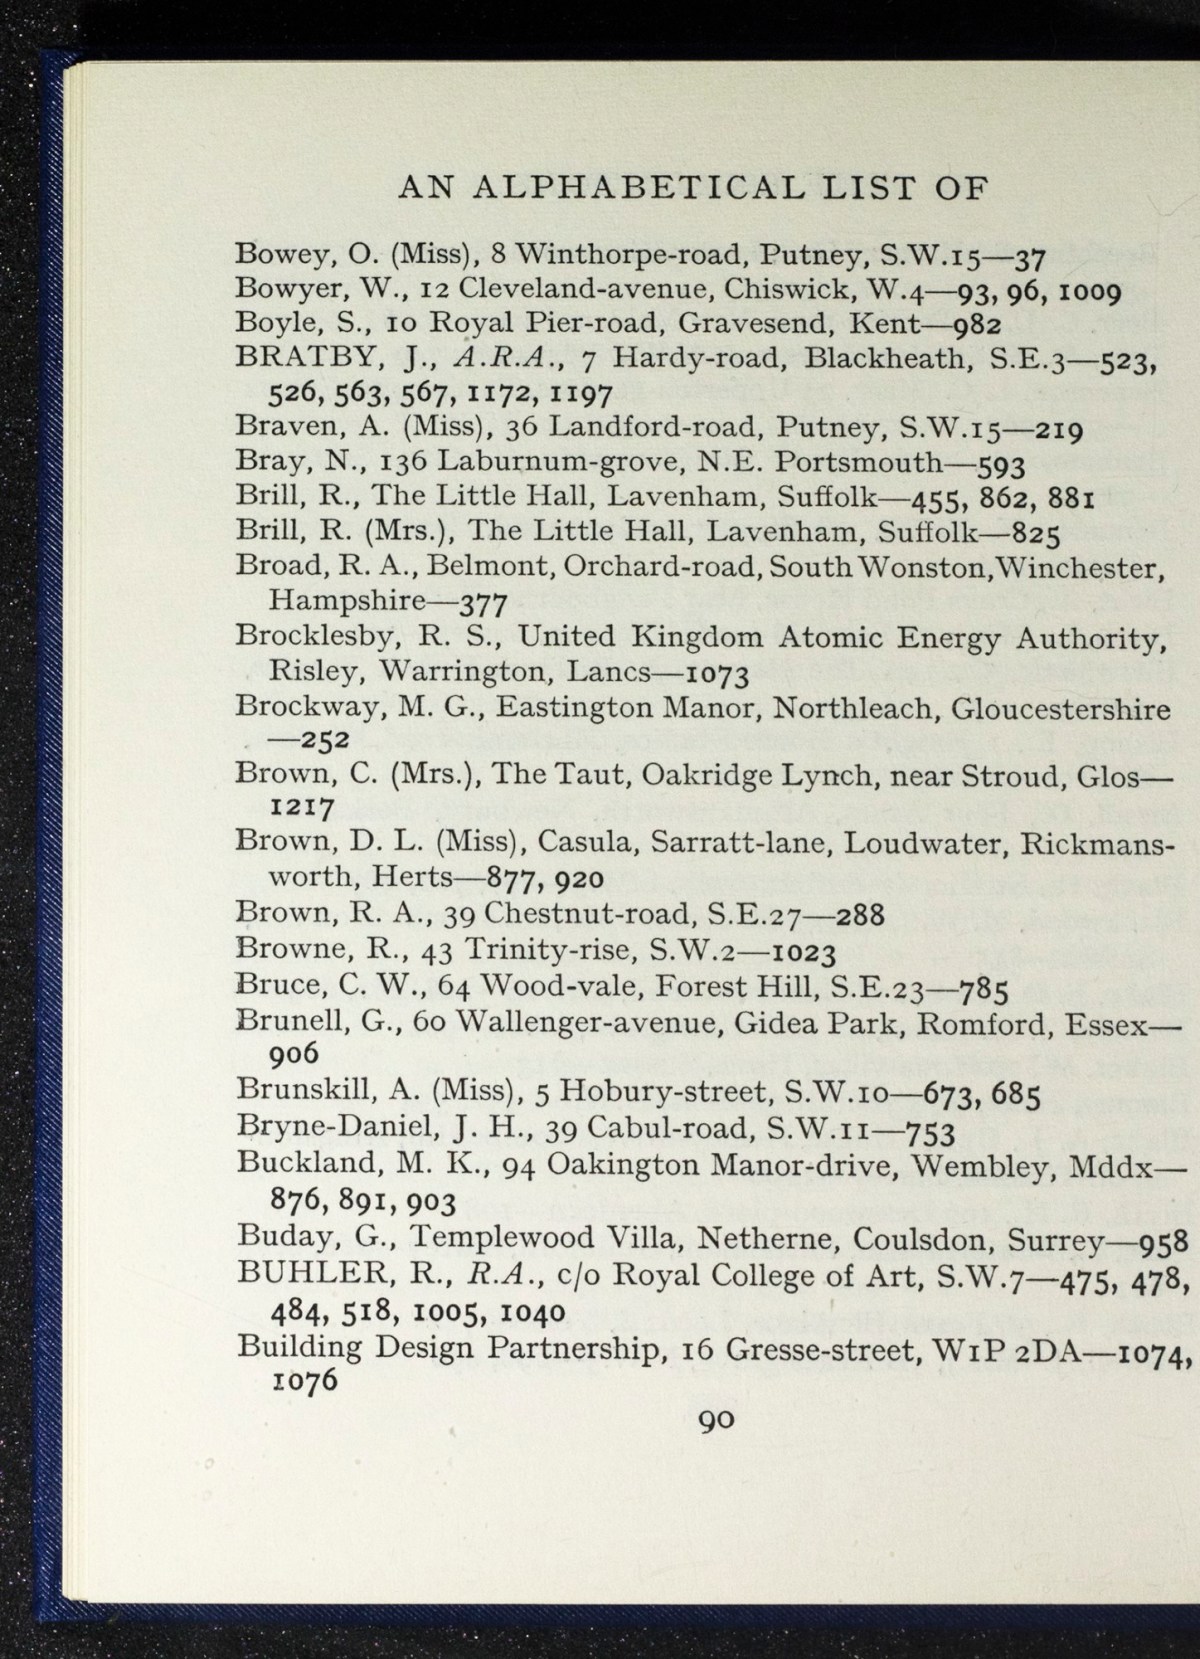 AN ALPHABETICAL LIST OF
Bowey, O. (Miss), 8 Winthorpe-road, Putney, S.W.15—37
Bowyer, W., 12 Cleveland-avenue, Chiswick, W.4—93, 96, 1009
Boyle, S., 10 Royal Pier-road, Gravesend, Kent—982
BRATBY, J., A.R.A., 7 Hardy-road, Blackheath, S.E.3—523,
526, 563, 567, 1172, 1197
Braven, A. (Miss), 36 Landford-road, Putney, S.W.15—219
Bray, N., 136 Laburnum-grove, N.E. Portsmouth—593
Brill, R., The Little Hall, Lavenham, Suffolk—455, 862, 881
Brill, R. (Mrs.), The Little Hall, Lavenham, Suffolk—825
Broad, R. A., Belmont, Orchard-road, South Wonston, Winchester,
Hampshire—377
Brocklesby, R. S., United Kingdom Atomic Energy Authority,
Risley, Warrington, Lancs—1073
Brockway, M. G., Eastington Manor, Northleach, Gloucestershire
—252
Brown, C. (Mrs.), The Taut, Oakridge Lynch, near Stroud, Glos—
1217
Brown, D. L. (Miss), Casula, Sarratt-lane, Loudwater, Rickmans-
worth, Herts—877, 920
Brown, R. A., 39 Chestnut-road, S.E.27—288
Browne, R., 43 Trinity-rise, S.W.2—1023
Bruce, C. W., 64 Wood-vale, Forest Hill, S.E.23—785
Brunell, G., 60 Wallenger-avenue, Gidea Park, Romford, Essex—
906
Brunskill, A. (Miss), 5 Hobury-street, S.W.10—673, 685
Bryne-Daniel, J. H., 39 Cabul-road, S.W.11—753
Buckland, M. K., 94 Oakington Manor-drive, Wembley, Mddx—
876, 891, 903
Buday, G., Templewood Villa, Netherne, Coulsdon, Surrey—958
BUHLER, R., R.A., c/o Royal College of Art, S.W.7—475, 478,
484, 518, 1005, 1040
Building Design Partnership, 16 Gresse-street, W1P 2DA—1074,
1076
90